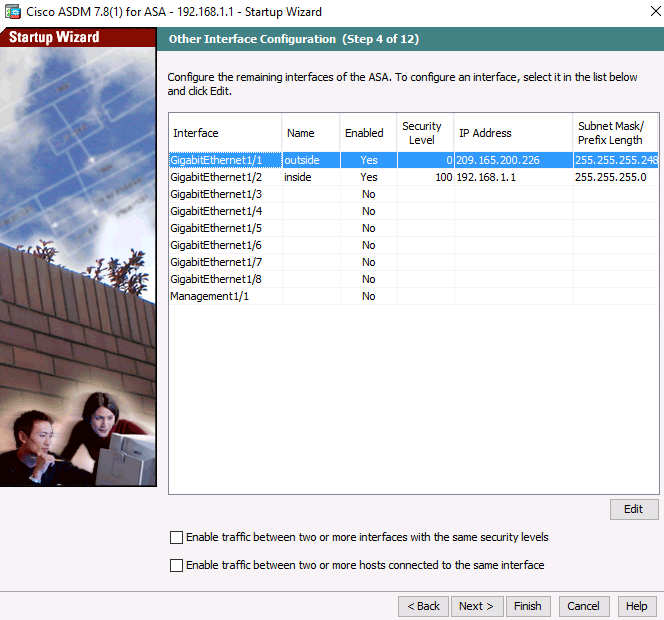 Cisco ASDM 7.8(1) for ASA - 192.168.1.1 - Startup Wizard
Startup Wizard
Other Interface Configuration (Step 4 of 12)
Configure the remaining interfaces of the ASA. To configure an interface, select it in the list below
and click Edit.
Interface Name Enabled Security Level IP Address Subnet Mask/ Prefix Length
GigabitEthernet1/1 outside Yes 0 209.165.200.226 255.255.255.248
GigabitEthernet1/2 inside Yes 100 192.168.1.1 255.255.255.0
GigabitEthernet1/3 No
GigabitEthernet1/4 No
GigabitEthernet1/5 No
GigabitEthernet1/6 No
GigabitEthernet1/7 No
GigabitEthernet1/8 No
Management1/1 No
Edit
Enable traffic between two or more interfaces with the same security levels
Enable traffic between two or more hosts connected to the same interface
< Back Next > Finish Cancel Help